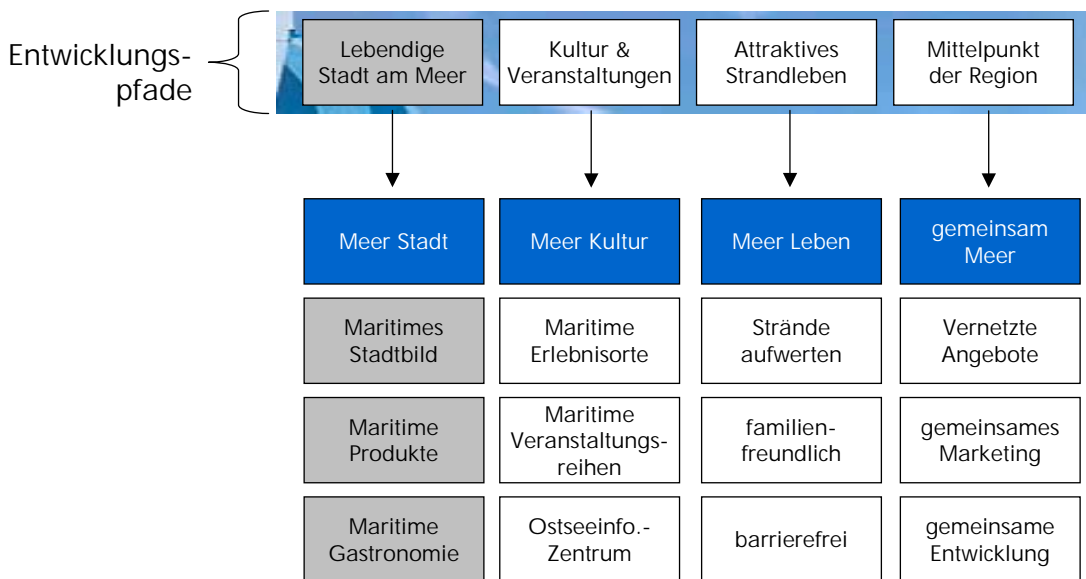 Entwicklungs-
pfade
Lebendige
Stadt am Meer
Kultur &
Veranstaltungen
Attraktives
Strandleben
Mittelpunkt
der Region
Meer Stadt
Meer Kultur
Meer Leben
gemeinsam
Meer
Maritimes
Stadtbild
Maritime
Erlebnisorte
Strände
aufwerten
Vernetzte
Angebote
Maritime
Produkte
Maritime
Veranstaltungs-
reihen
familien-
freundlich
gemeinsames
Marketing
Maritime
Gastronomie
Ostseeinfo.-
Zentrum
barrierefrei
gemeinsame
Entwicklung